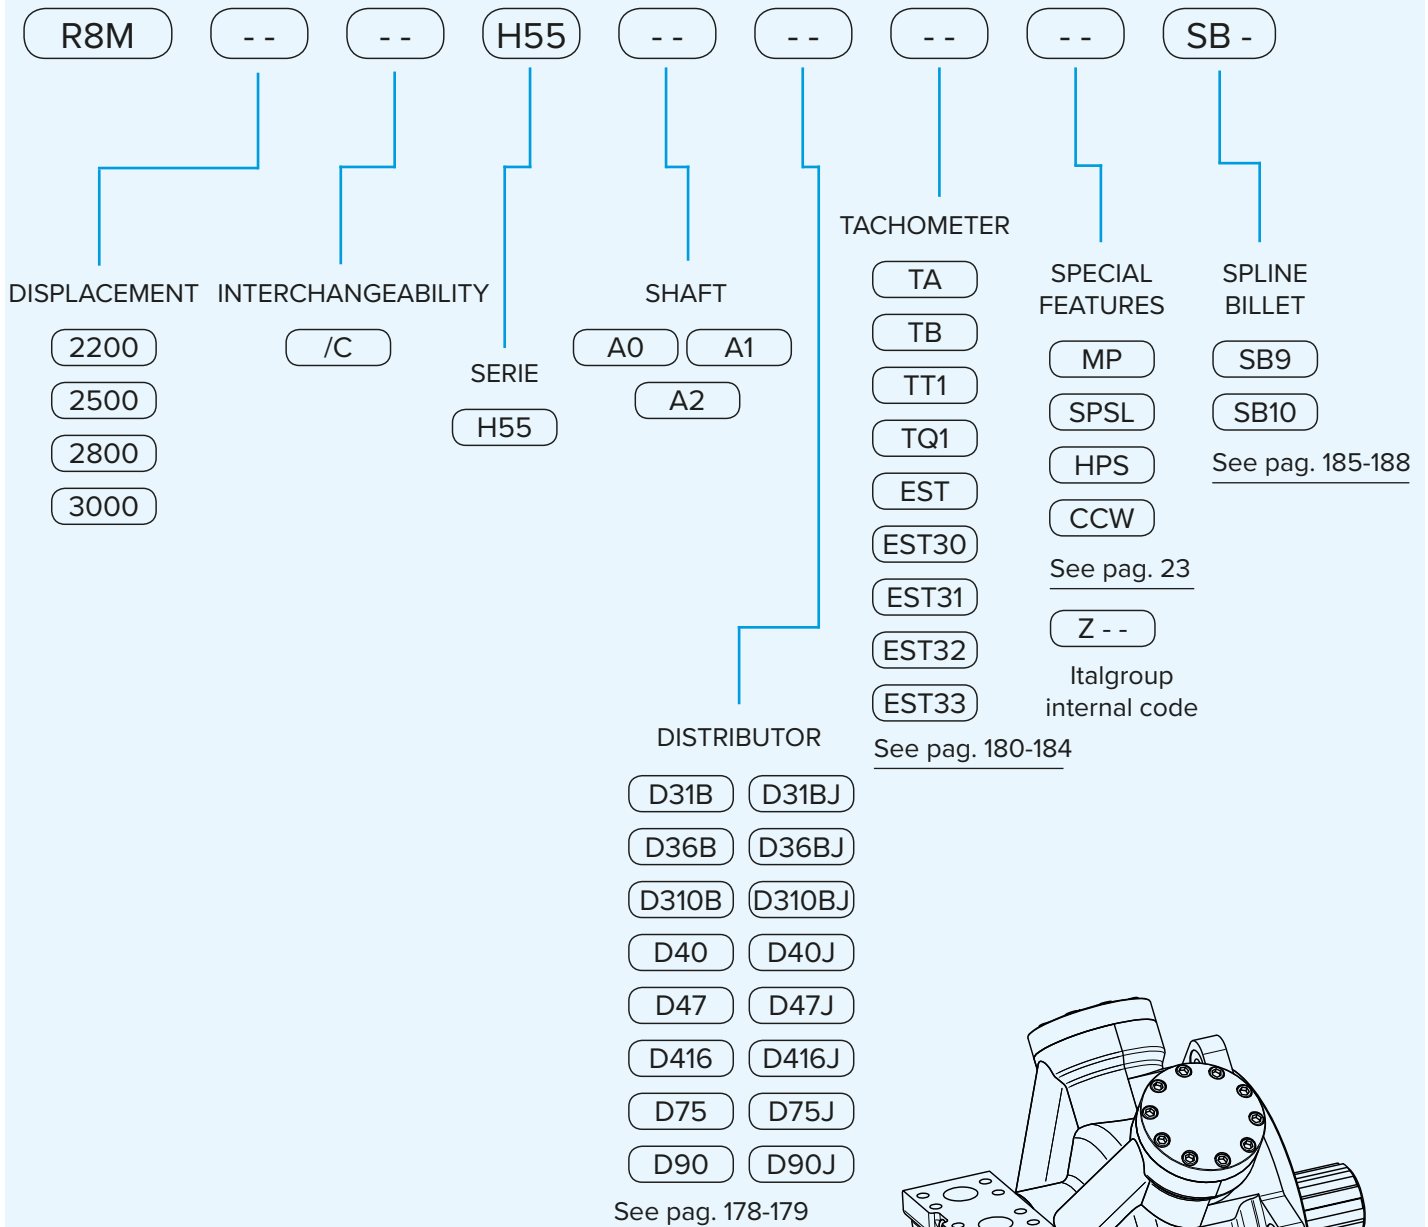 R8M -- -- H55 -- -- -- -- SB -
DISPLACEMENT
2200
2500
2800
3000
INTERCHANGEABILITY
/C
SERIE
H55
SHAFT
A0 A1
A2
DISTRIBUTOR
D31B D31BJ
D36B D36BJ
D310B D310BJ
D40 D40J
D47 D47J
D416 D416J
D75 D75J
D90 D90J
See pag. 178-179
TACHOMETER
TA
TB
TT1
TQ1
EST
EST30
EST31
EST32
EST33
See pag. 180-184
SPECIAL
FEATURES
MP
SPSL
HPS
CCW
See pag. 23
Z - -
Italgroup
internal code
SPLINE
BILLET
SB9
SB10
See pag. 185-188